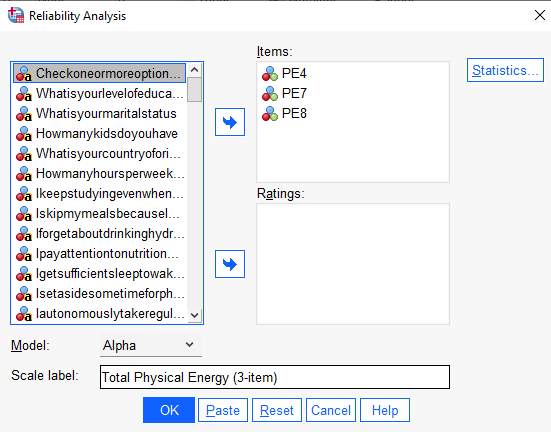 Reliability Analysis
Items:
Checkoneormoreoption...
Whatisyourlevelofeduca...
Whatisyourmaritalstatus
Howmanykidsdoyouhave
Whatisyourcountryofori...
Howmanyhoursperweek...
Ikeepstudyingevenwhen...
Iskipmymealsbecausel...
Iforgetaboutdrinkinghydr...
Ipayattentiontonutrition...
Igetsufficientsleeptowak...
Isetasidesometimeforph...
Iautonomouslytakeregul...
PE4
PE7
PE8
Statistics...
Ratings:
Model:
Alpha
Scale label:
Total Physical Energy (3-item)
OK
Paste
Reset
Cancel
Help